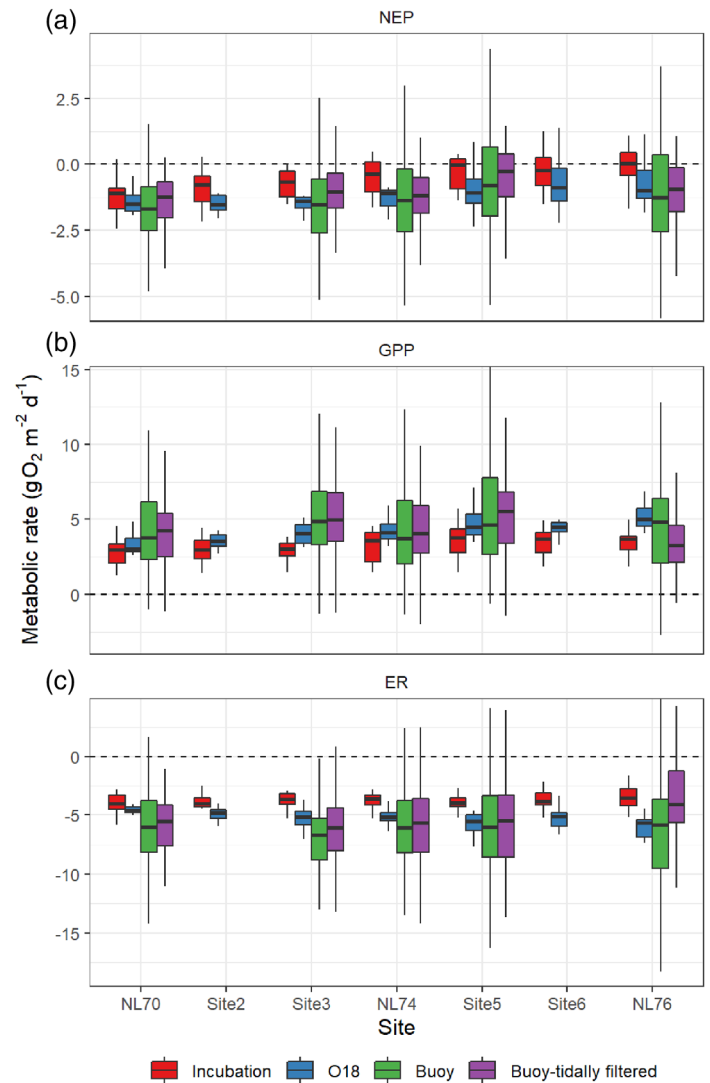 (a)
NEP
2.5
0.0
-2.5
-5.0
(b)
GPP
15
10
5
0
(c)
ER
0
-5
-10
-15
Metabolic rate (gO₂ m⁻² d⁻¹)
NL70 Site2 Site3 NL74 Site5 Site6 NL76
Site
Incubation O18 Buoy Buoy-tidally filtered